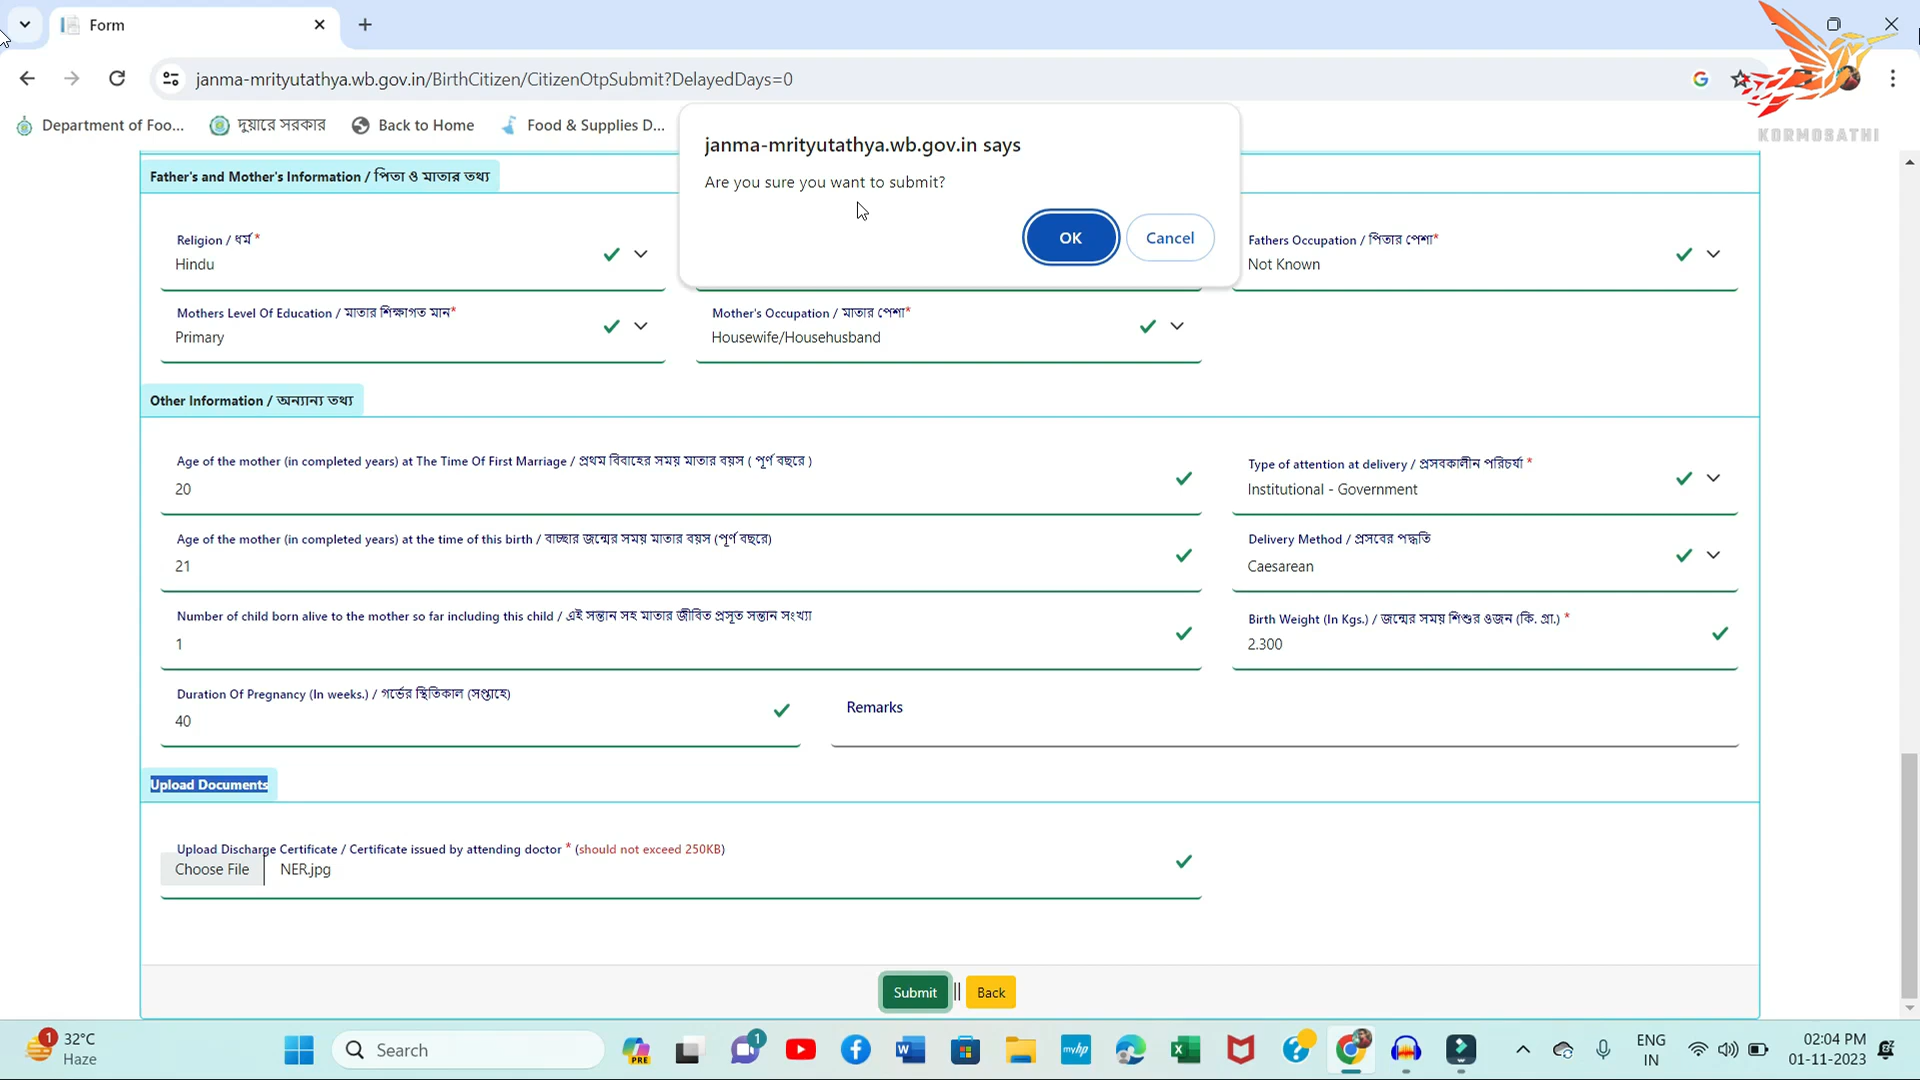 Form
janma-mrityutathya.wb.gov.in/BirthCitizen/CitizenOtpSubmit?DelayedDays=0
Department of Foo...
দুয়ারে সরকার
Back to Home
Food & Supplies D...
KORMOSATHI
janma-mrityutathya.wb.gov.in says
Are you sure you want to submit?
OK
Cancel
Father's and Mother's Information / পিতা ও মাতার তথ্য
Religion / ধর্ম *
Hindu
Fathers Occupation / পিতার পেশা*
Not Known
Mothers Level Of Education / মাতার শিক্ষাগত মান*
Primary
Mother's Occupation / মাতার পেশা*
Housewife/Househusband
Other Information / অন্যান্য তথ্য
Age of the mother (in completed years) at The Time Of First Marriage / প্রথম বিবাহের সময় মাতার বয়স ( পূর্ণ বছরে )
20
Type of attention at delivery / প্রসবকালীন পরিচর্যা *
Institutional - Government
Age of the mother (in completed years) at the time of this birth / বাচ্ছার জন্মের সময় মাতার বয়স (পূর্ণ বছরে)
21
Delivery Method / প্রসবের পদ্ধতি
Caesarean
Number of child born alive to the mother so far including this child / এই সন্তান সহ মাতার জীবিত প্রসূত সন্তান সংখ্যা
1
Birth Weight (In Kgs.) / জন্মের সময় শিশুর ওজন (কি. গ্রা.) *
2.300
Duration Of Pregnancy (In weeks.) / গর্ভের স্থিতিকাল (সপ্তাহে)
40
Remarks
Upload Documents
Upload Discharge Certificate / Certificate issued by attending doctor * (should not exceed 250KB)
Choose File
NER.jpg
Submit
||
Back
1
32°C
Haze
Search
PRE
1
myhp
ENG
IN
02:04 PM
01-11-2023